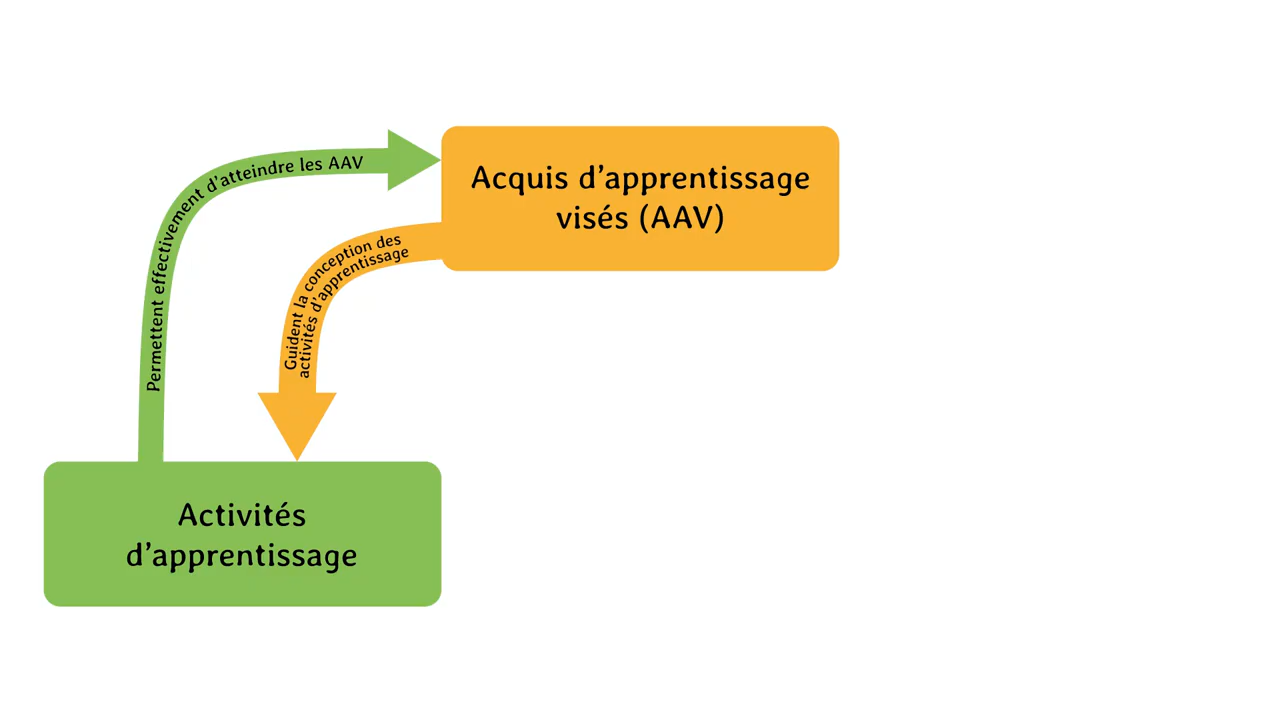 Permettent effectivement d’atteindre les AAV
Acquis d’apprentissage
visés (AAV)
Guident la conception des
activités d’apprentissage
Activités
d’apprentissage